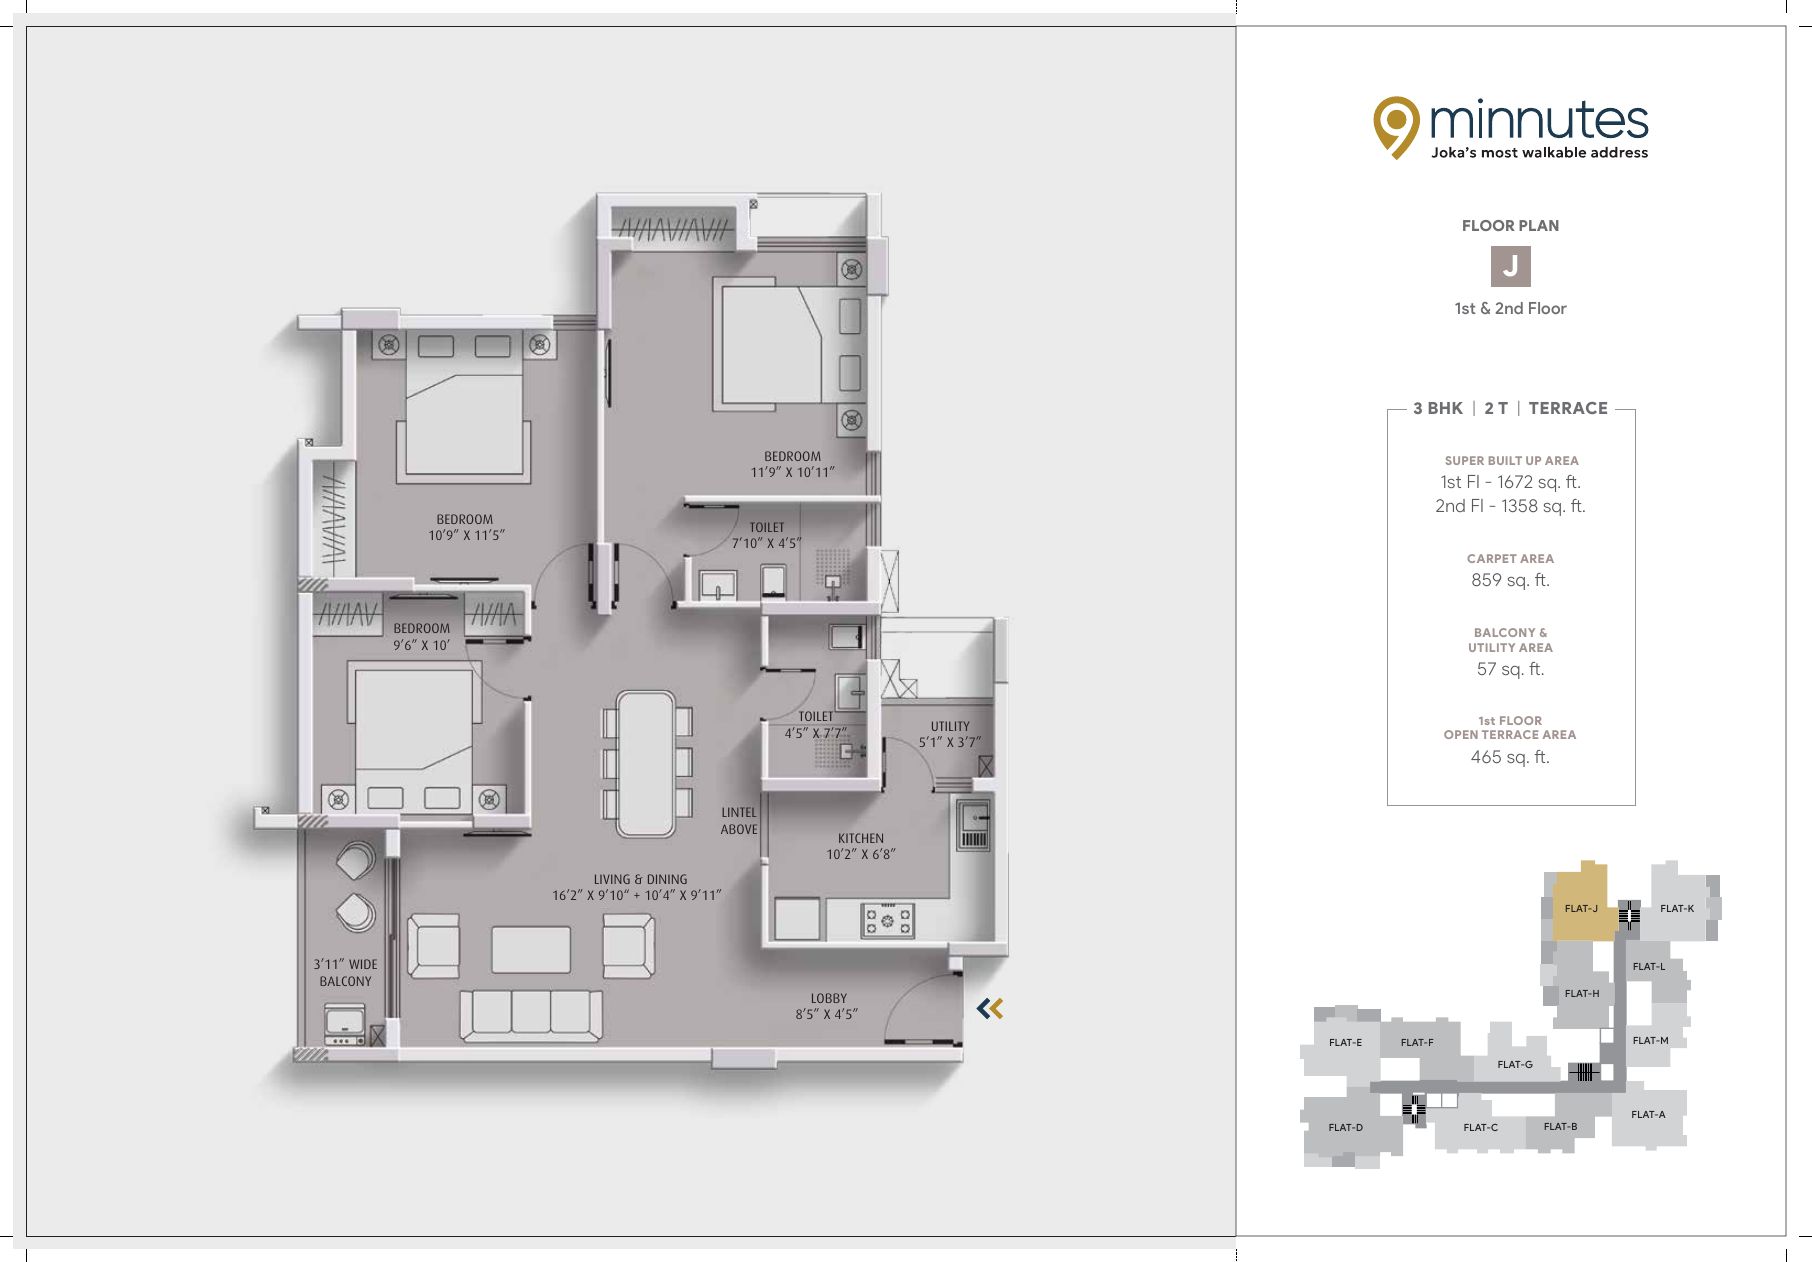 BEDROOM
11'9" X 10'11"
BEDROOM
10'9" X 11'5"
TOILET
7'10" X 4'5"
BEDROOM
9'6" X 10'
TOILET
4'5" X 7'7"
UTILITY
5'1" X 3'7"
LINTEL
ABOVE
KITCHEN
10'2" X 6'8"
LIVING & DINING
16'2" X 9'10" + 10'4" X 9'11"
3'11" WIDE
BALCONY
LOBBY
8'5" X 4'5"
9 minnutes
Joka's most walkable address
FLOOR PLAN
J
1st & 2nd Floor
3 BHK | 2 T | TERRACE
SUPER BUILT UP AREA
1st Fl - 1672 sq. ft.
2nd Fl - 1358 sq. ft.
CARPET AREA
859 sq. ft.
BALCONY &
UTILITY AREA
57 sq. ft.
1st FLOOR
OPEN TERRACE AREA
465 sq. ft.
FLAT-J
FLAT-K
FLAT-L
FLAT-H
FLAT-E
FLAT-F
FLAT-M
FLAT-G
FLAT-A
FLAT-D
FLAT-C
FLAT-B